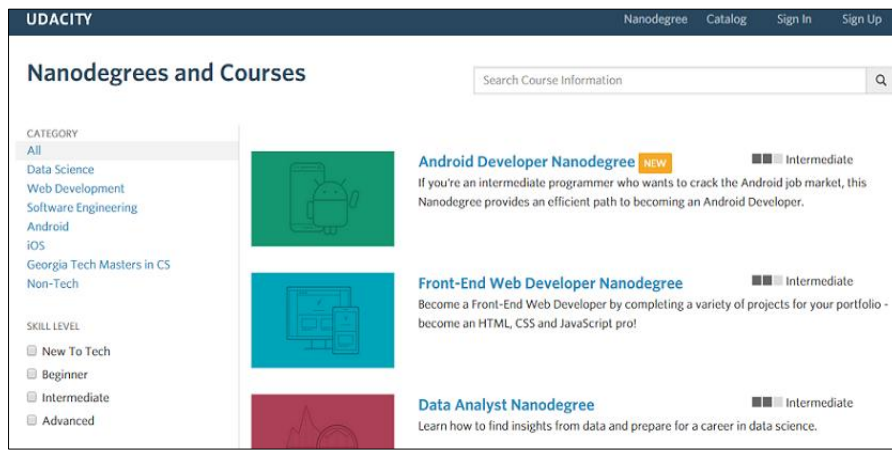 UDACITY
Nanodegree Catalog Sign In Sign Up
Nanodegrees and Courses
Search Course Information
CATEGORY
All
Data Science
Web Development
Software Engineering
Android
iOS
Georgia Tech Masters in CS
Non-Tech
SKILL LEVEL
New To Tech
Beginner
Intermediate
Advanced
Android Developer Nanodegree NEW
Intermediate
If you're an intermediate programmer who wants to crack the Android job market, this
Nanodegree provides an efficient path to becoming an Android Developer.
Front-End Web Developer Nanodegree
Intermediate
Become a Front-End Web Developer by completing a variety of projects for your portfolio -
become an HTML, CSS and JavaScript pro!
Data Analyst Nanodegree
Intermediate
Learn how to find insights from data and prepare for a career in data science.